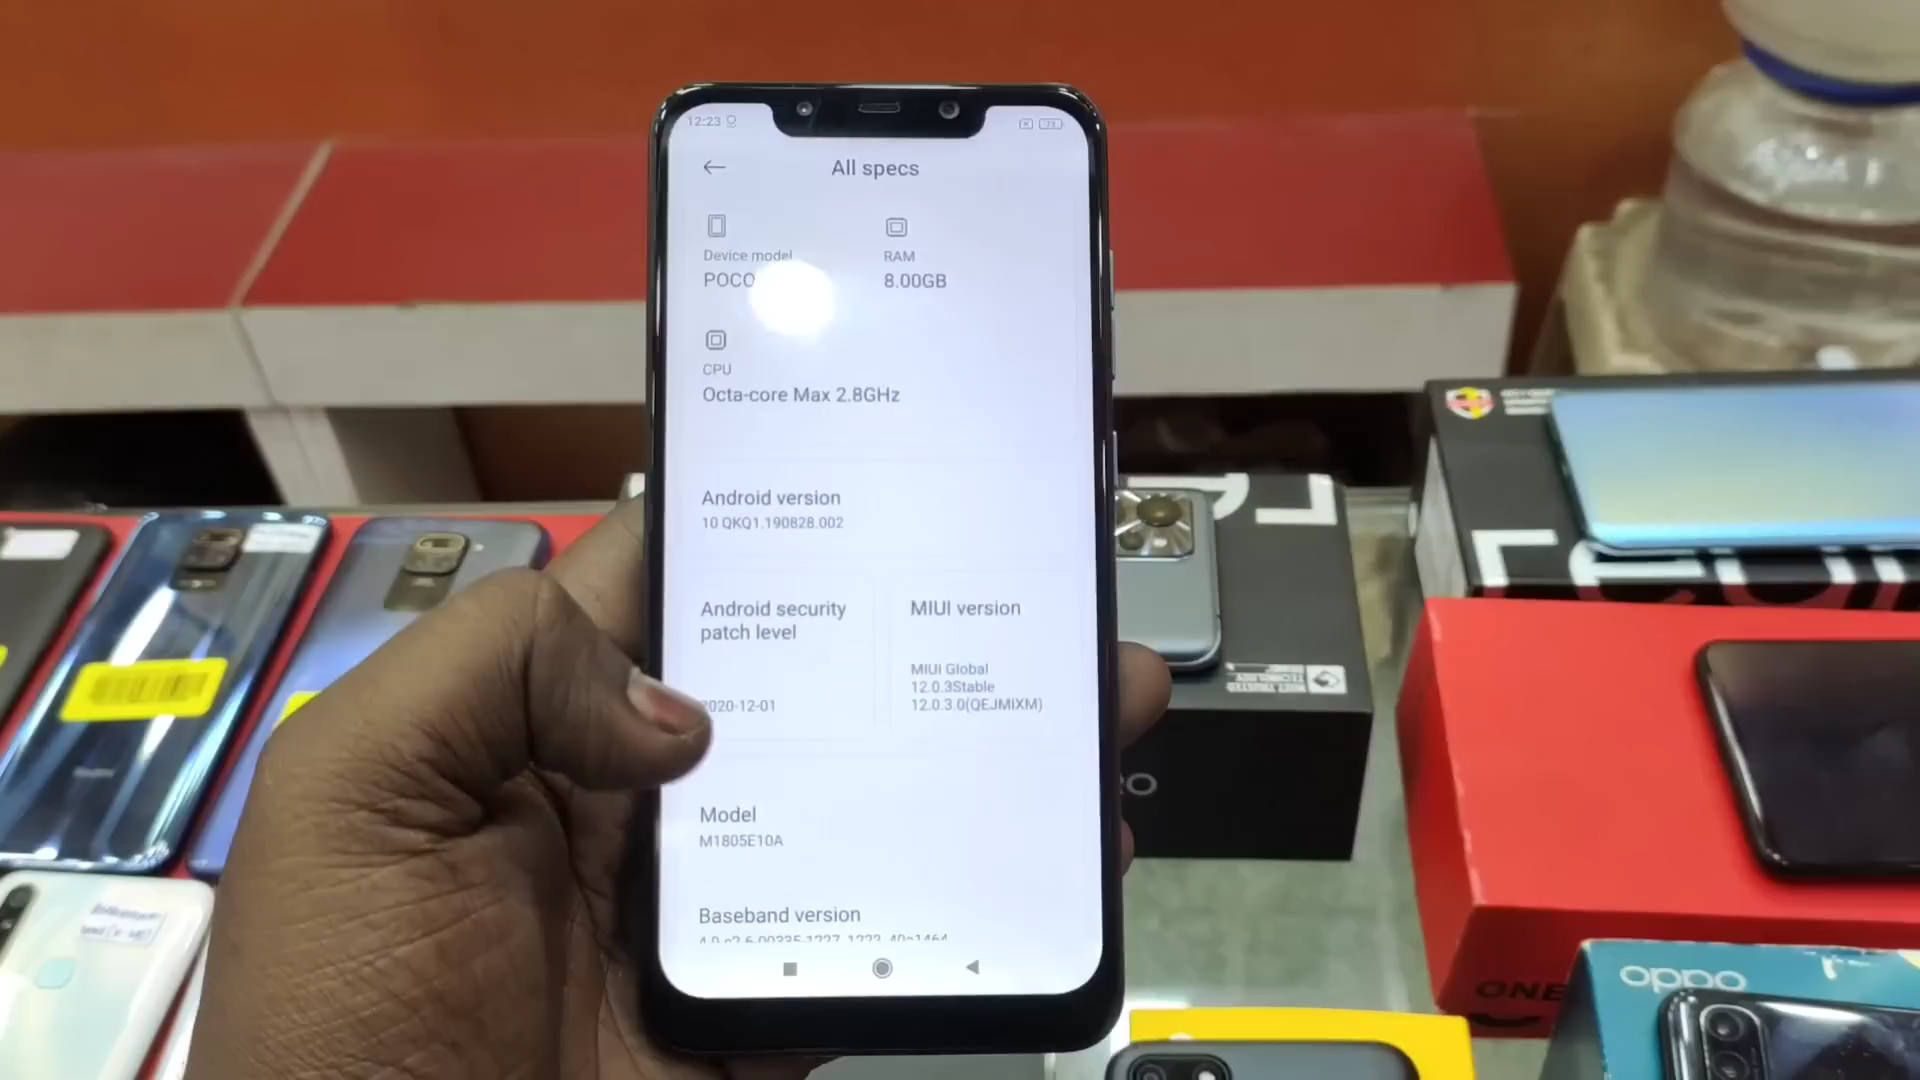 12:23
All specs
Device model
POCO
RAM
8.00GB
CPU
Octa-core Max 2.8GHz
Android version
10 QKQ1.190828.002
Android security
patch level
2020-12-01
MIUI version
MIUI Global
12.0.3Stable
12.0.3.0(QEJMIXM)
Model
M1805E10A
Baseband version
oppo
ONE